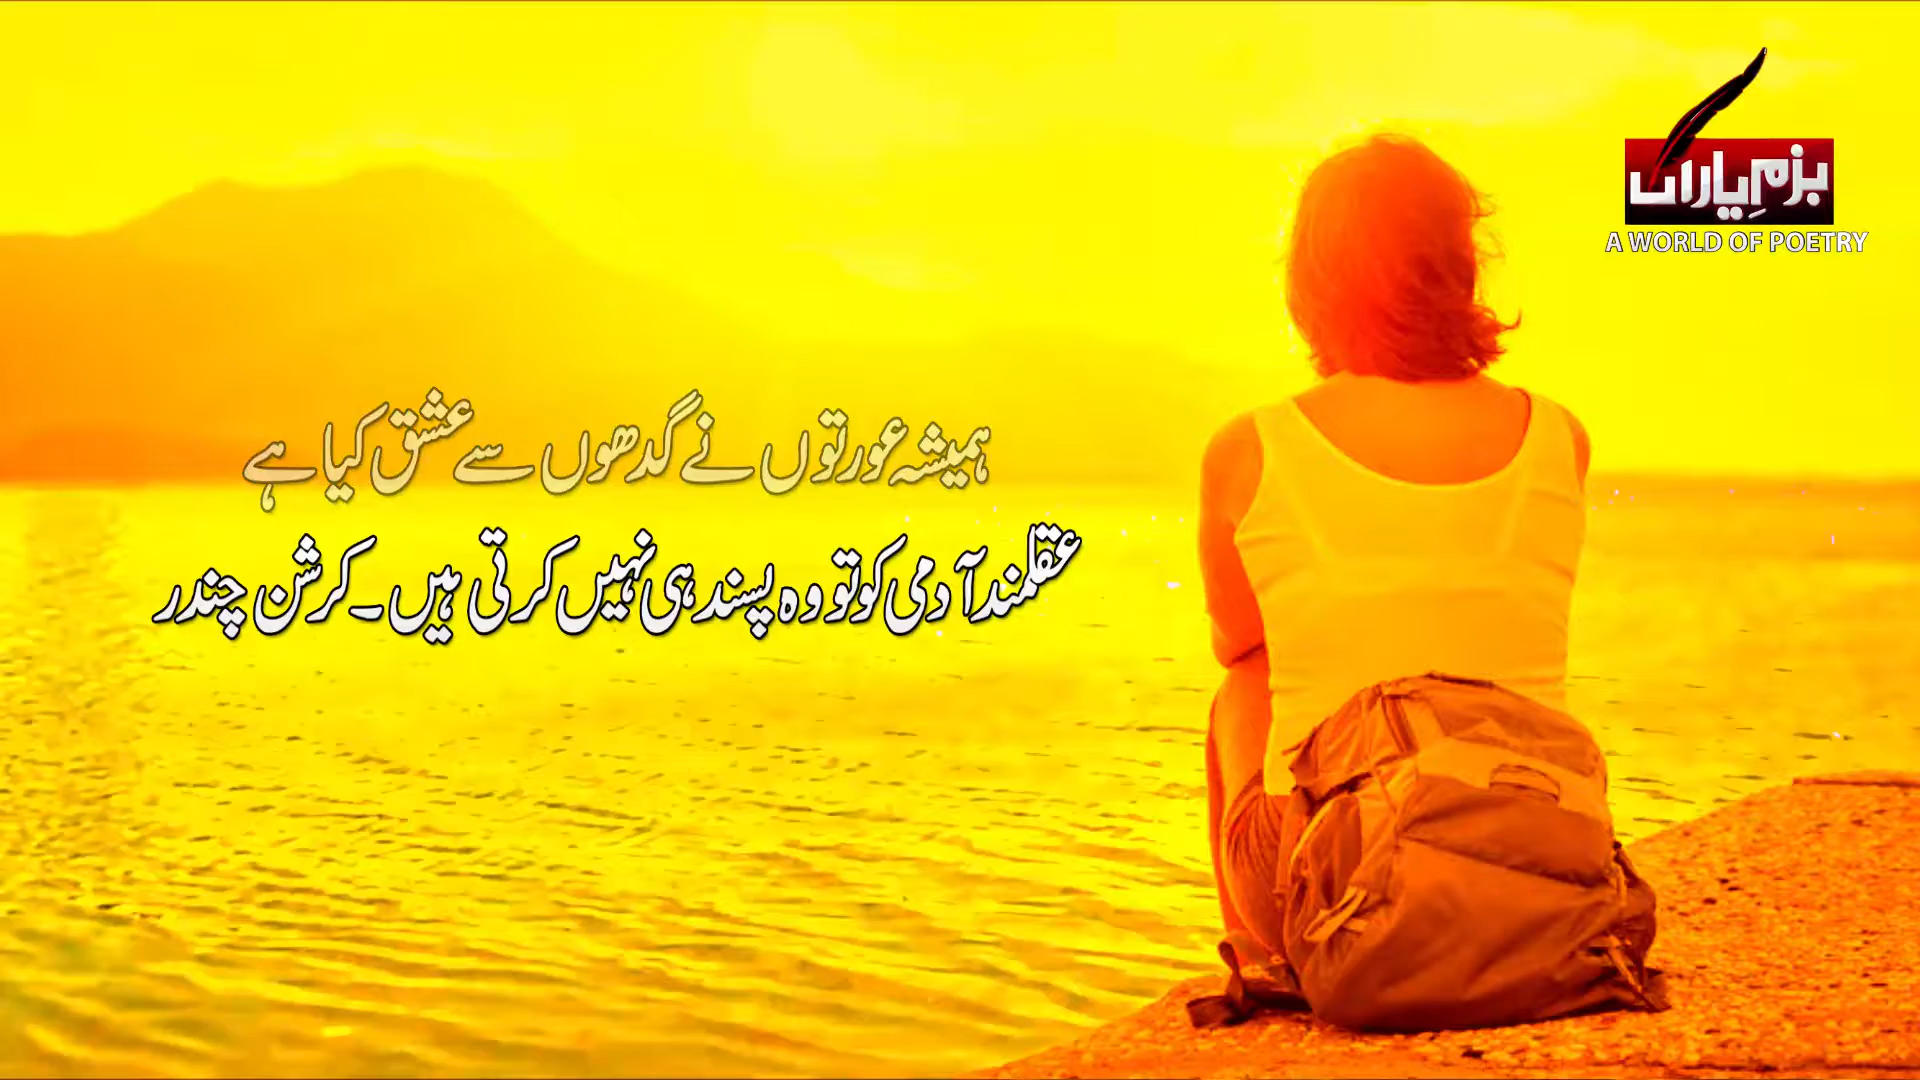 بزمِ یاراں
A WORLD OF POETRY
ہمیشہ عورتوں نے گدھوں سے عشق کیا ہے
عقلمند آدمی کو تو وہ پسند ہی نہیں کرتی ہیں۔ کرشن چندر